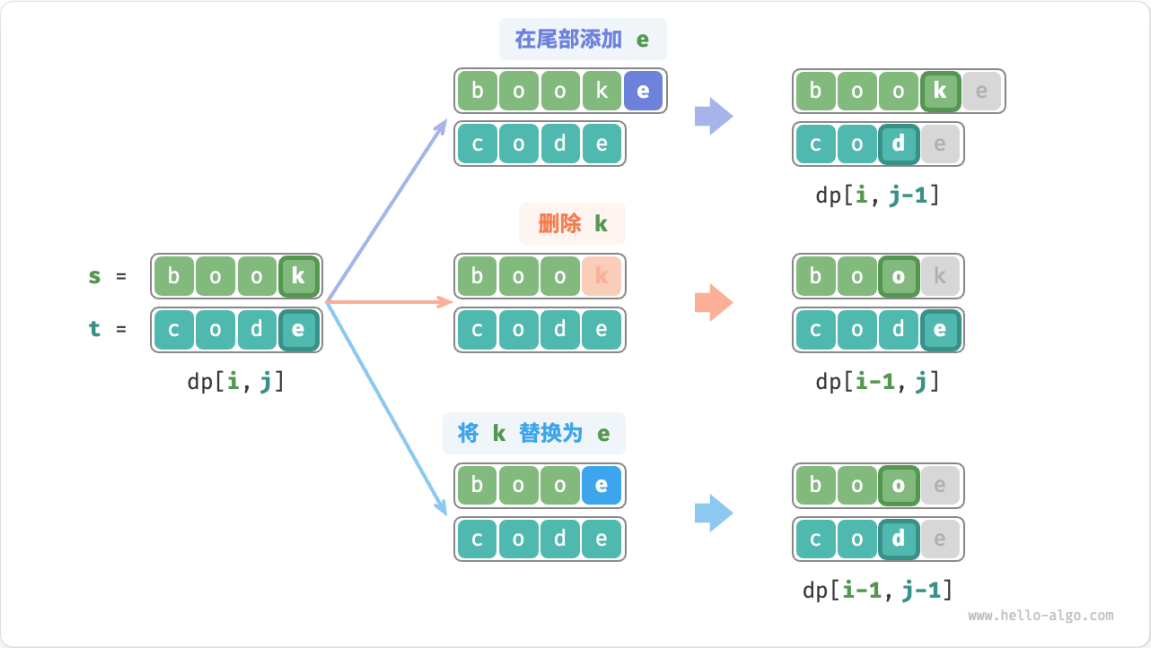 在尾部添加 e
b o o k e
c o d e
b o o k e
c o d e
dp[i, j-1]
删除 k
s = b o o k
t = c o d e
dp[i, j]
b o o k
c o d e
b o o k
c o d e
dp[i-1, j]
将 k 替换为 e
b o o e
c o d e
b o o e
c o d e
dp[i-1, j-1]
www.hello-algo.com